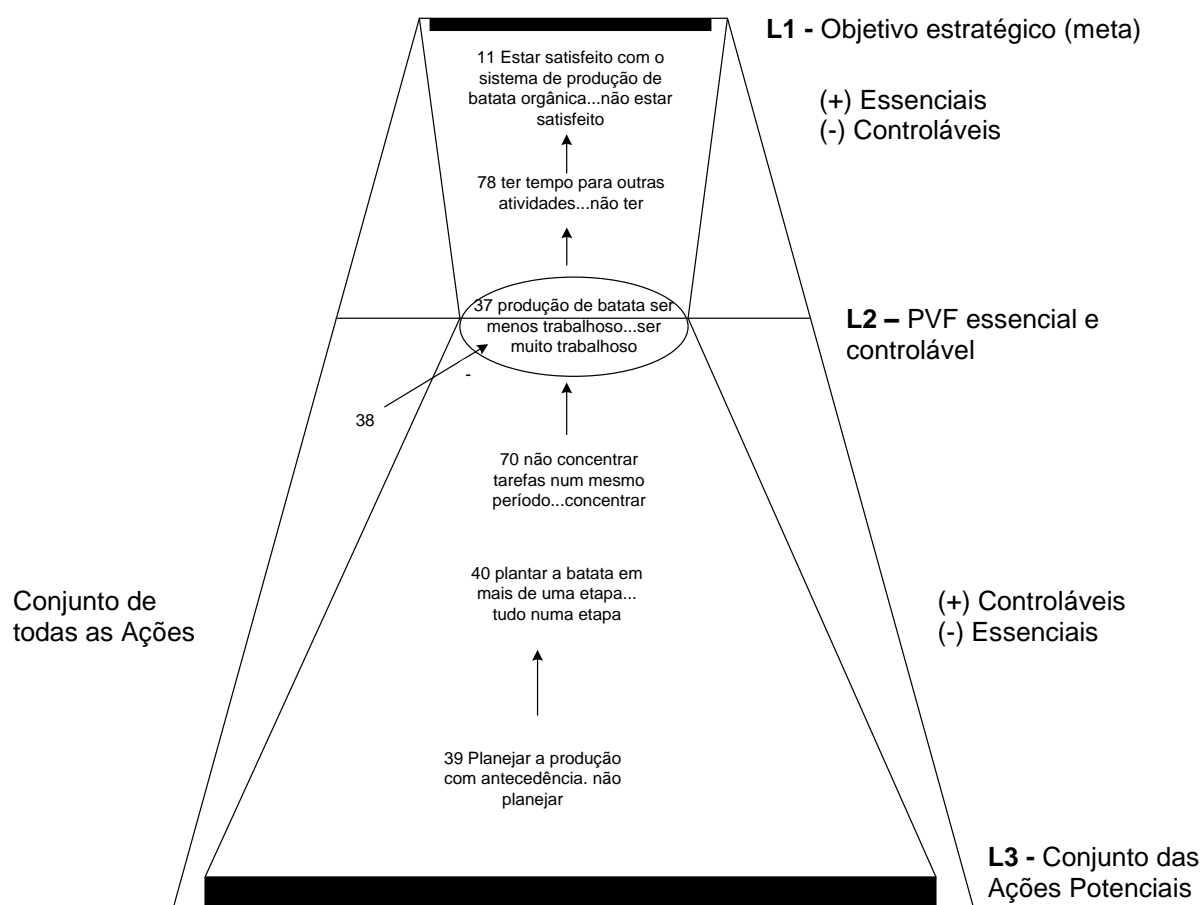 L1 - Objetivo estratégico (meta)
11 Estar satisfeito com o
sistema de produção de
batata orgânica...não estar
satisfeito
(+) Essenciais
(-) Controláveis
78 ter tempo para outras
atividades...não ter
37 produção de batata ser
menos trabalhoso...ser
muito trabalhoso
L2 – PVF essencial e
controlável
-
38
70 não concentrar
tarefas num mesmo
período...concentrar
40 plantar a batata em
mais de uma etapa...
tudo numa etapa
Conjunto de
todas as Ações
(+) Controláveis
(-) Essenciais
39 Planejar a produção
com antecedência. não
planejar
L3 - Conjunto das
Ações Potenciais